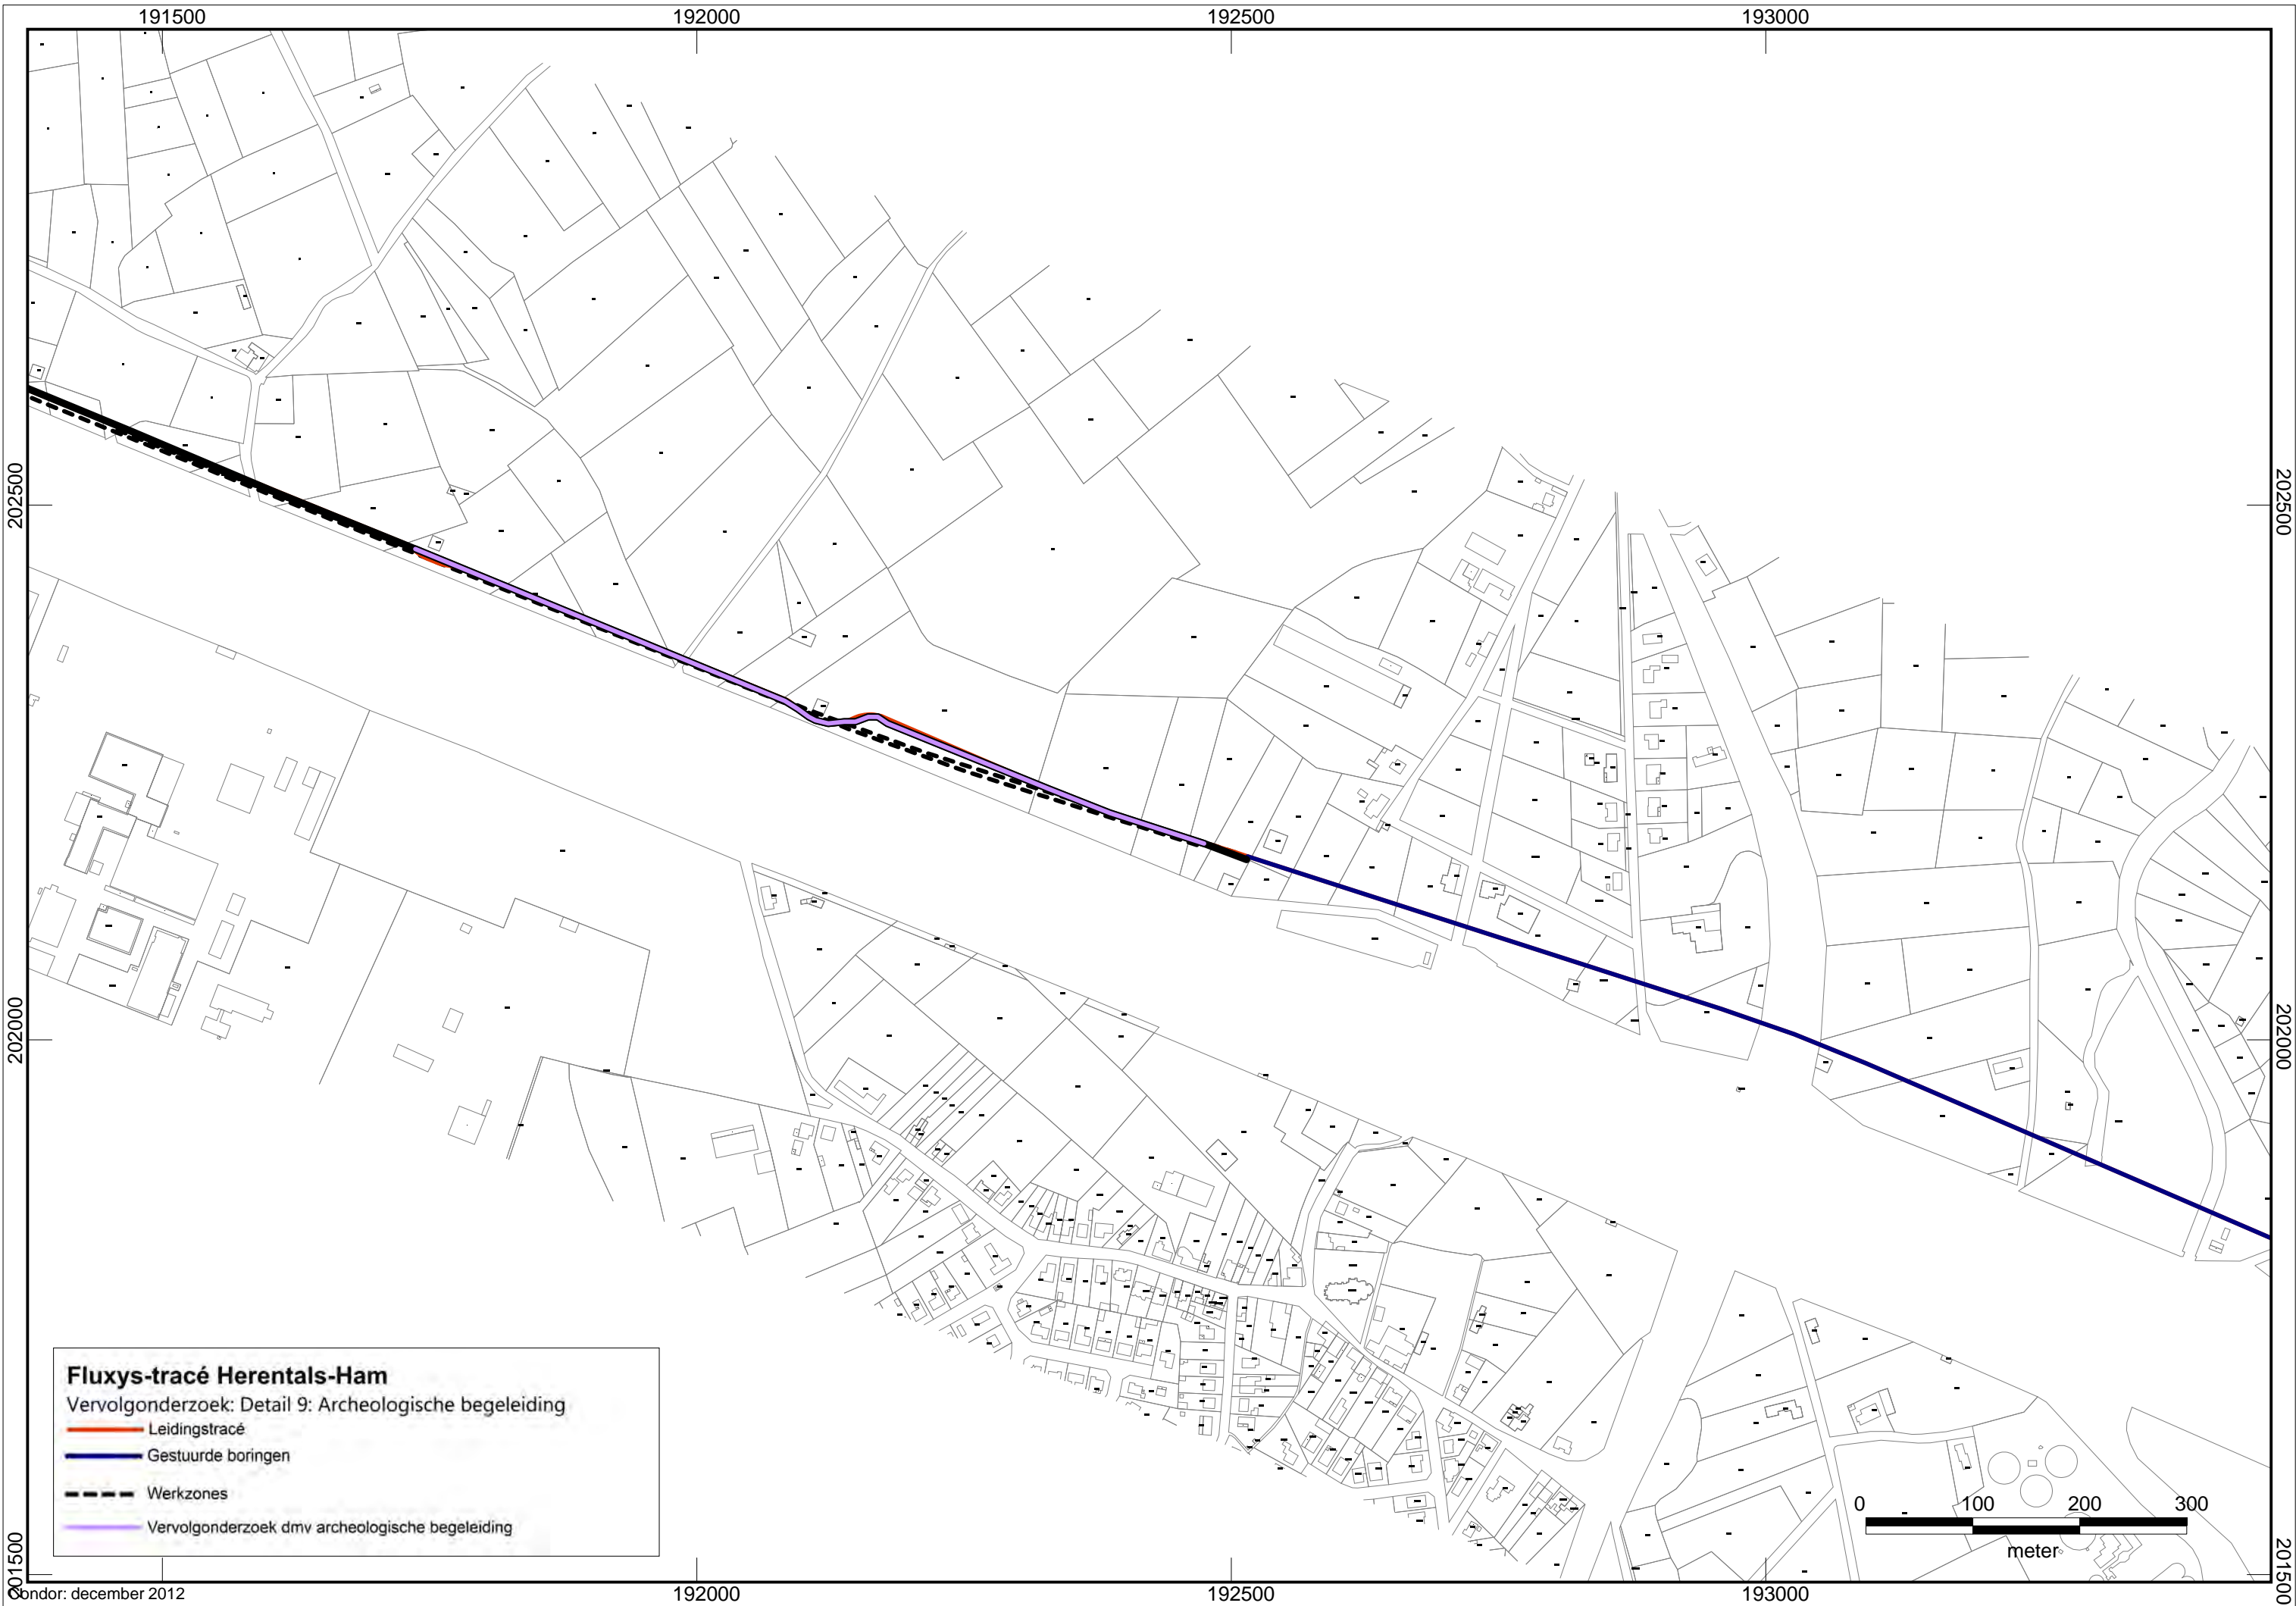 191500 192000 192500 193000
202500 202500
202000 202000
201500 201500
Fluxys-tracé Herentals-Ham
Vervolgonderzoek: Detail 9: Archeologische begeleiding
Leidingstracé
Gestuurde boringen
Werkzones
Vervolgonderzoek dmv archeologische begeleiding
0 100 200 300
meter
Condor: december 2012
191500 192000 192500 193000